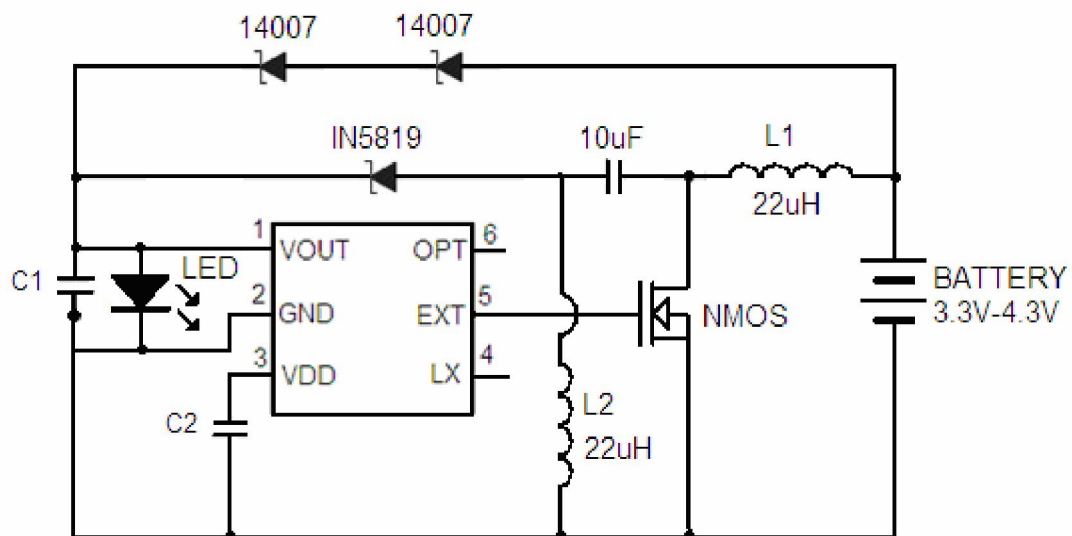 14007 14007
IN5819 10uF L1
22uH
1 VOUT OPT 6
C1 LED
2 GND EXT 5
NMOS
BATTERY
3.3V-4.3V
3 VDD LX 4
C2
L2
22uH